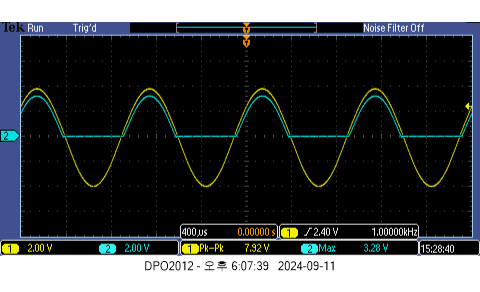 Tek Run Trig'd Noise Filter Off
2
400µs 0.00000 s 1 ∫ 2.40 V 1.00000kHz
1 2.00 V 2 2.00 V 1 Pk–Pk 7.92 V 2 Max 3.28 V 15:28:40
DPO2012 - 오후 6:07:39 2024-09-11